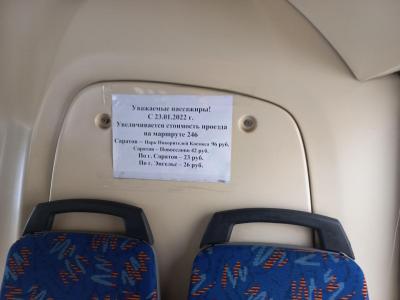 Уважаемые пассажиры!
С 23.01.2022 г.
Увеличивается стоимость проезда
на маршруте 246
Саратов – Парк Покорителей Космоса 96 руб.
Саратов – Новоселово 42 руб.
По г. Саратов – 23 руб.
По г. Энгельс – 26 руб.